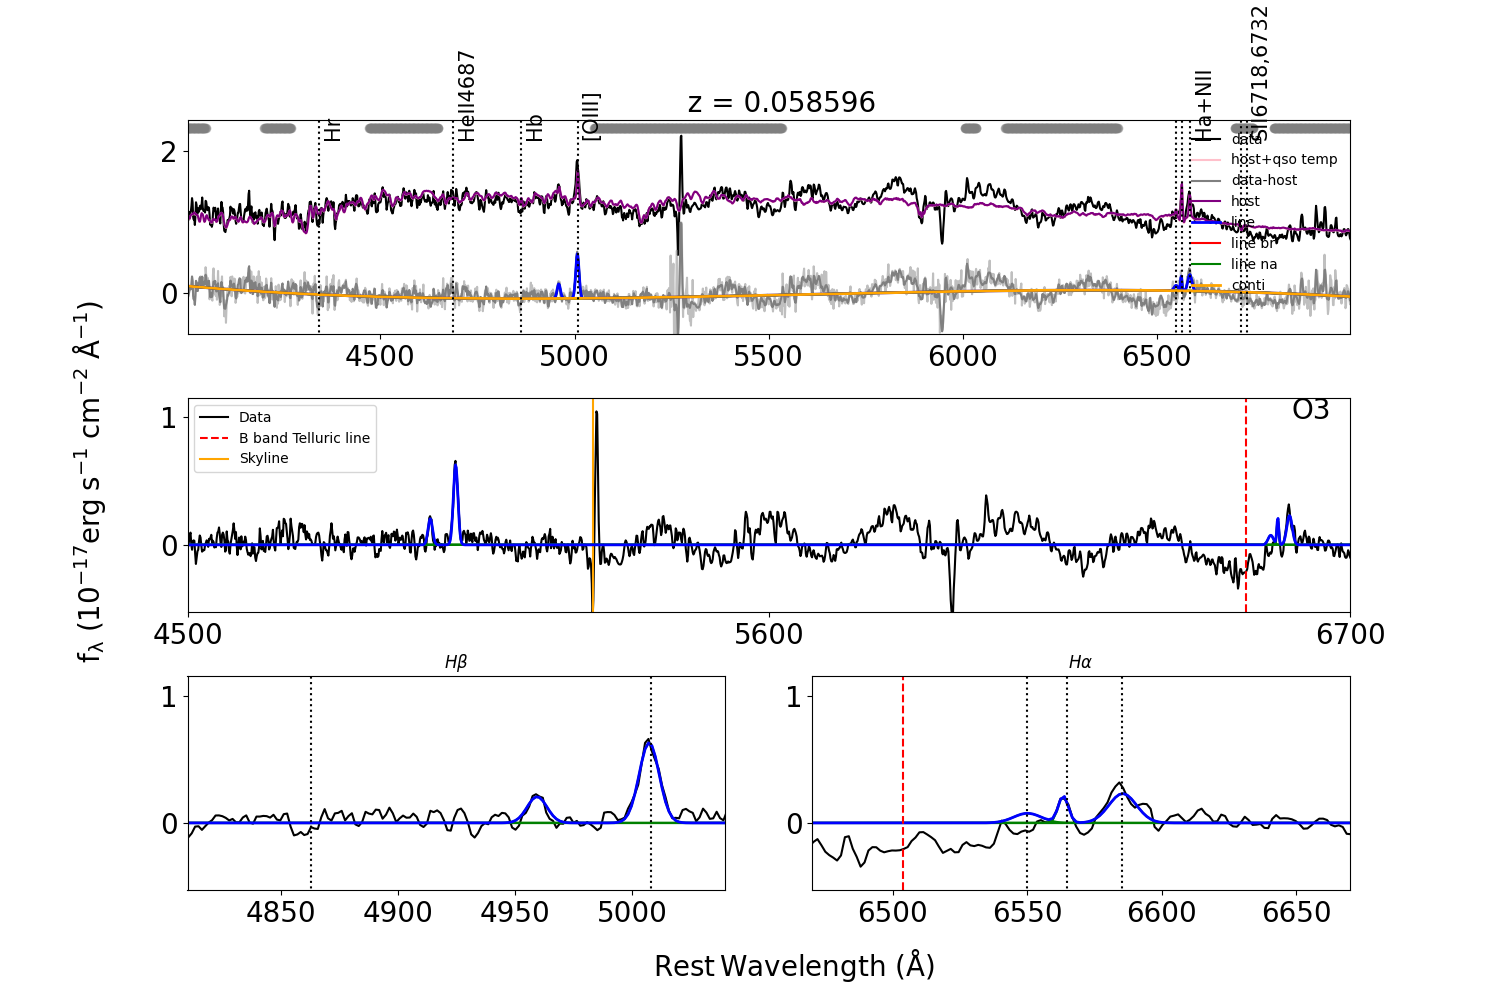 z = 0.058596
Hr
HeII4687
Hb
[OIII]
Ha+NII
SII6718,6732
data
host+qso temp
data-host
host
line
line br
line na
conti
2
0
4500 5000 5500 6000 6500
fλ (10⁻¹⁷erg s⁻¹ cm⁻² Å⁻¹)
O3
Data
B band Telluric line
Skyline
1
0
4500 5600 6700
Hβ
1
0
4850 4900 4950 5000
Hα
1
0
6500 6550 6600 6650
Rest Wavelength (Å)